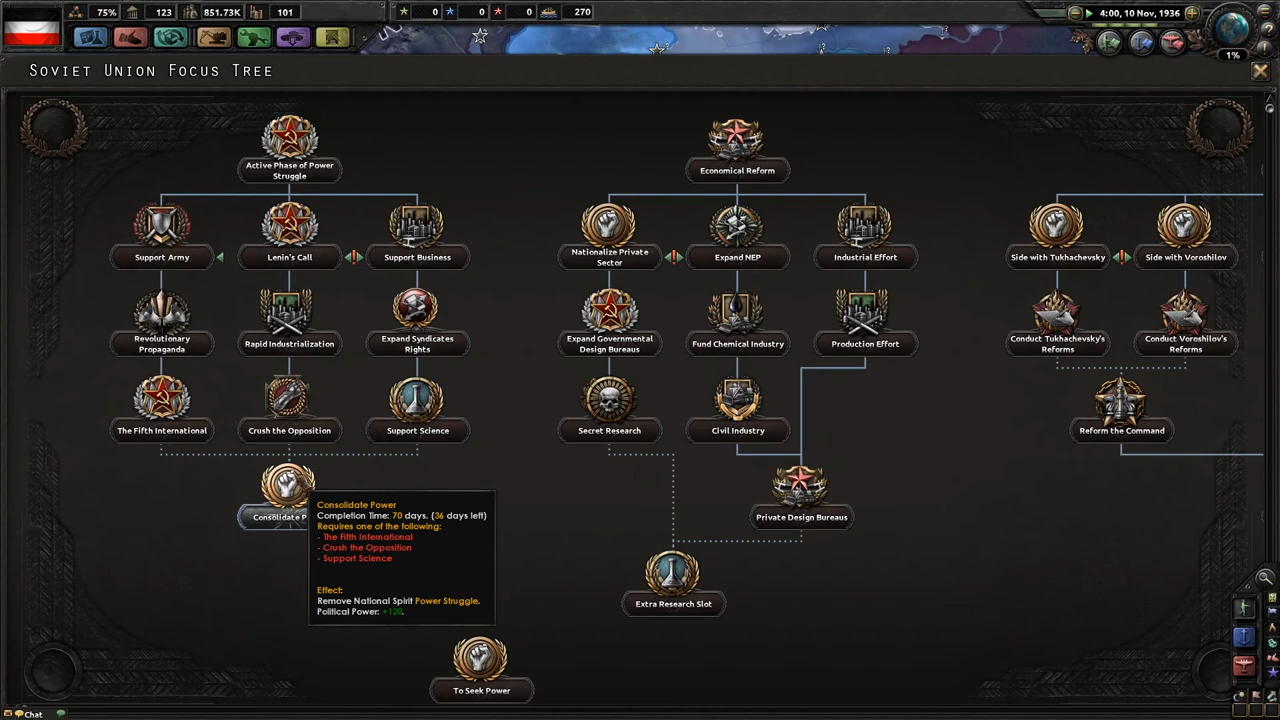 75% 123 851.73K 101 0 0 0 270 4:00, 10 Nov, 1936
1%
SOVIET UNION FOCUS TREE
Active Phase of Power
Struggle
Economical Reform
Support Army
Lenin's Call
Support Business
Nationalize Private
Sector
Expand NEP
Industrial Effort
Side with Tukhachevsky
Side with Voroshilov
Revolutionary
Propaganda
Rapid Industrialization
Expand Syndicates
Rights
Expand Governmental
Design Bureaus
Fund Chemical Industry
Production Effort
Conduct Tukhachevsky's
Reforms
Conduct Voroshilov's
Reforms
The Fifth International
Crush the Opposition
Support Science
Secret Research
Civil Industry
Reform the Command
Consolidate P
Private Design Bureaus
Consolidate Power
Completion Time: 70 days. (36 days left)
Requires one of the following:
- The Fifth International
- Crush the Opposition
- Support Science
Effect:
Remove National Spirit Power Struggle.
Political Power: +120.
Extra Research Slot
To Seek Power
Chat